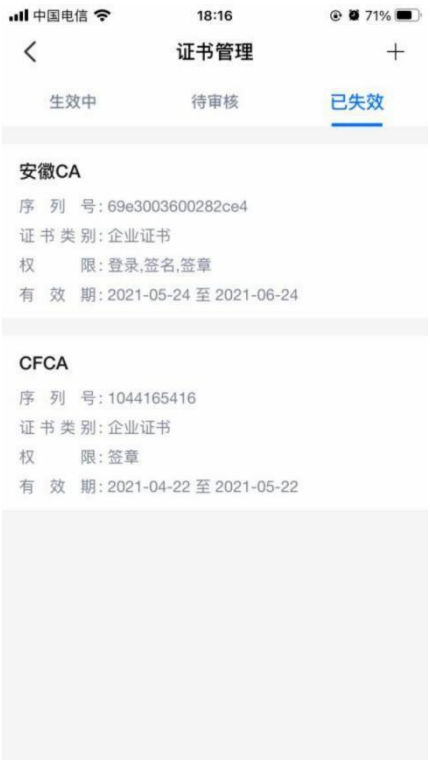 中国电信 18:16 71%
证书管理
生效中 待审核 已失效
安徽CA
序列号:69e3003600282ce4
证书类别:企业证书
权限:登录,签名,签章
有效期:2021-05-24 至 2021-06-24
CFCA
序列号:1044165416
证书类别:企业证书
权限:签章
有效期:2021-04-22 至 2021-05-22